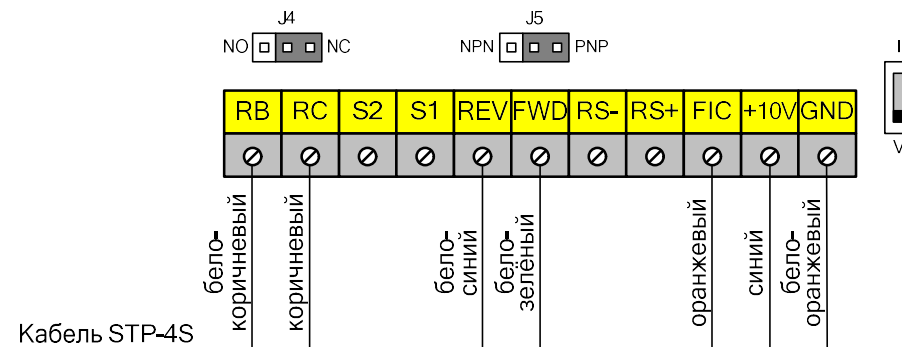 J4
J5
NO NC
NPN PNP
I
V
RB RC S2 S1 REV FWD RS- RS+ FIC +10V GND
бело-
коричневый
коричневый
бело-
синий
бело-
зелёный
оранжевый
синий
бело-
оранжевый
Кабель STP-4S